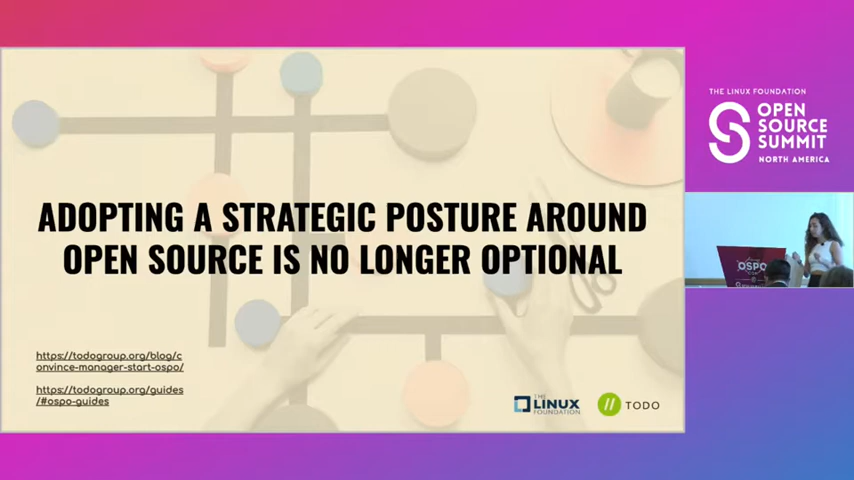 ADOPTING A STRATEGIC POSTURE AROUND
OPEN SOURCE IS NO LONGER OPTIONAL
https://todogroup.org/blog/c
onvince-manager-start-ospo/
https://todogroup.org/guides
/#ospo-guides
THE
LINUX
FOUNDATION
// TODO
THE LINUX FOUNDATION
OPEN
SOURCE
SUMMIT
NORTH AMERICA
OSPO